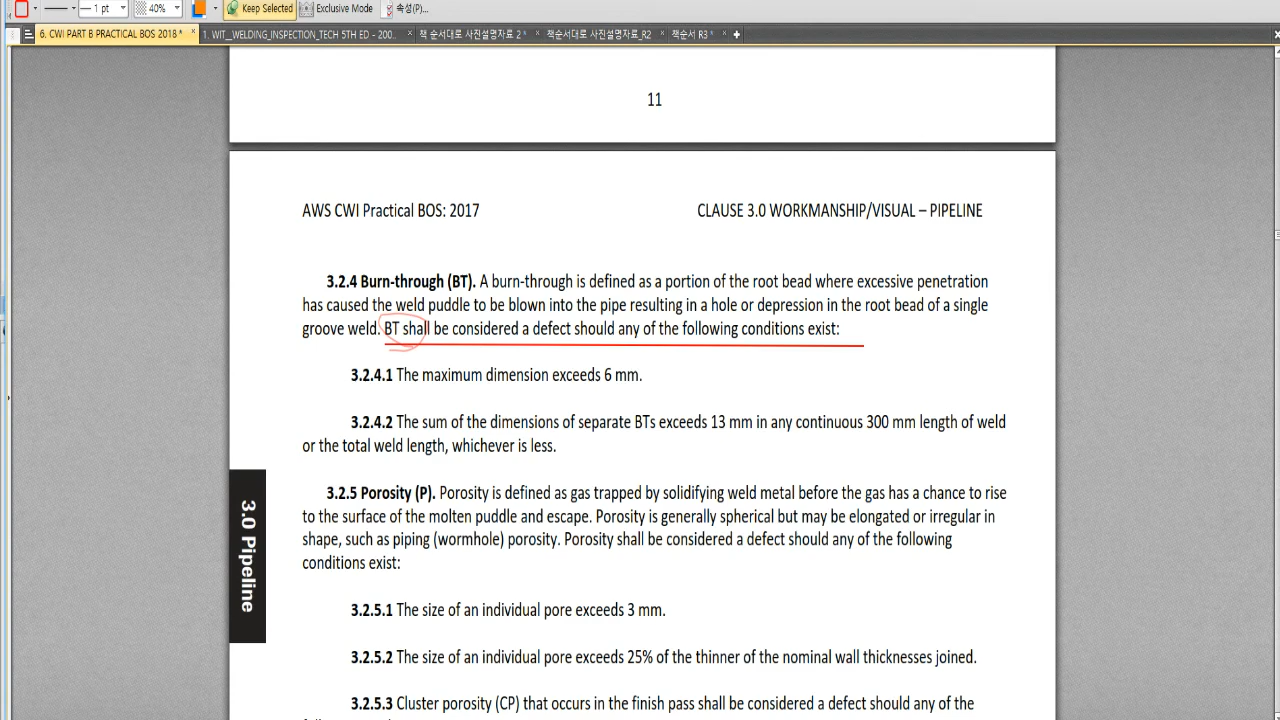 1 pt 40% Keep Selected Exclusive Mode 속성(P)...
6. CWI PART B PRACTICAL BOS 2018 * × 1. WIT_WELDING_INSPECTION_TECH 5TH ED - 200... × 책 순서대로 사진설명자료 2 * × 책순서대로 사진설명자료_R2 × 책순서 R3 * ×
11
AWS CWI Practical BOS: 2017 CLAUSE 3.0 WORKMANSHIP/VISUAL – PIPELINE
3.2.4 Burn-through (BT). A burn-through is defined as a portion of the root bead where excessive penetration
has caused the weld puddle to be blown into the pipe resulting in a hole or depression in the root bead of a single
groove weld. BT shall be considered a defect should any of the following conditions exist:
3.2.4.1 The maximum dimension exceeds 6 mm.
3.2.4.2 The sum of the dimensions of separate BTs exceeds 13 mm in any continuous 300 mm length of weld
or the total weld length, whichever is less.
3.0 Pipeline
3.2.5 Porosity (P). Porosity is defined as gas trapped by solidifying weld metal before the gas has a chance to rise
to the surface of the molten puddle and escape. Porosity is generally spherical but may be elongated or irregular in
shape, such as piping (wormhole) porosity. Porosity shall be considered a defect should any of the following
conditions exist:
3.2.5.1 The size of an individual pore exceeds 3 mm.
3.2.5.2 The size of an individual pore exceeds 25% of the thinner of the nominal wall thicknesses joined.
3.2.5.3 Cluster porosity (CP) that occurs in the finish pass shall be considered a defect should any of the